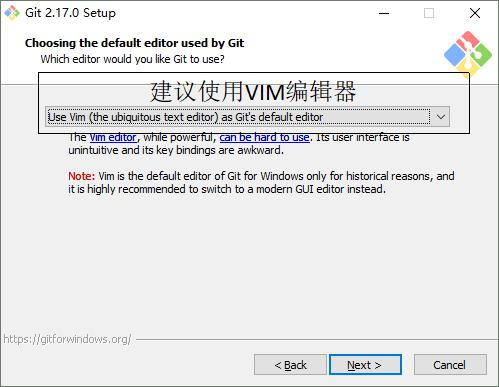 Git 2.17.0 Setup
Choosing the default editor used by Git
Which editor would you like Git to use?
建议使用VIM编辑器
Use Vim (the ubiquitous text editor) as Git's default editor
The Vim editor, while powerful, can be hard to use. Its user interface is
unintuitive and its key bindings are awkward.
Note: Vim is the default editor of Git for Windows only for historical reasons, and
it is highly recommended to switch to a modern GUI editor instead.
https://gitforwindows.org/
< Back
Next >
Cancel